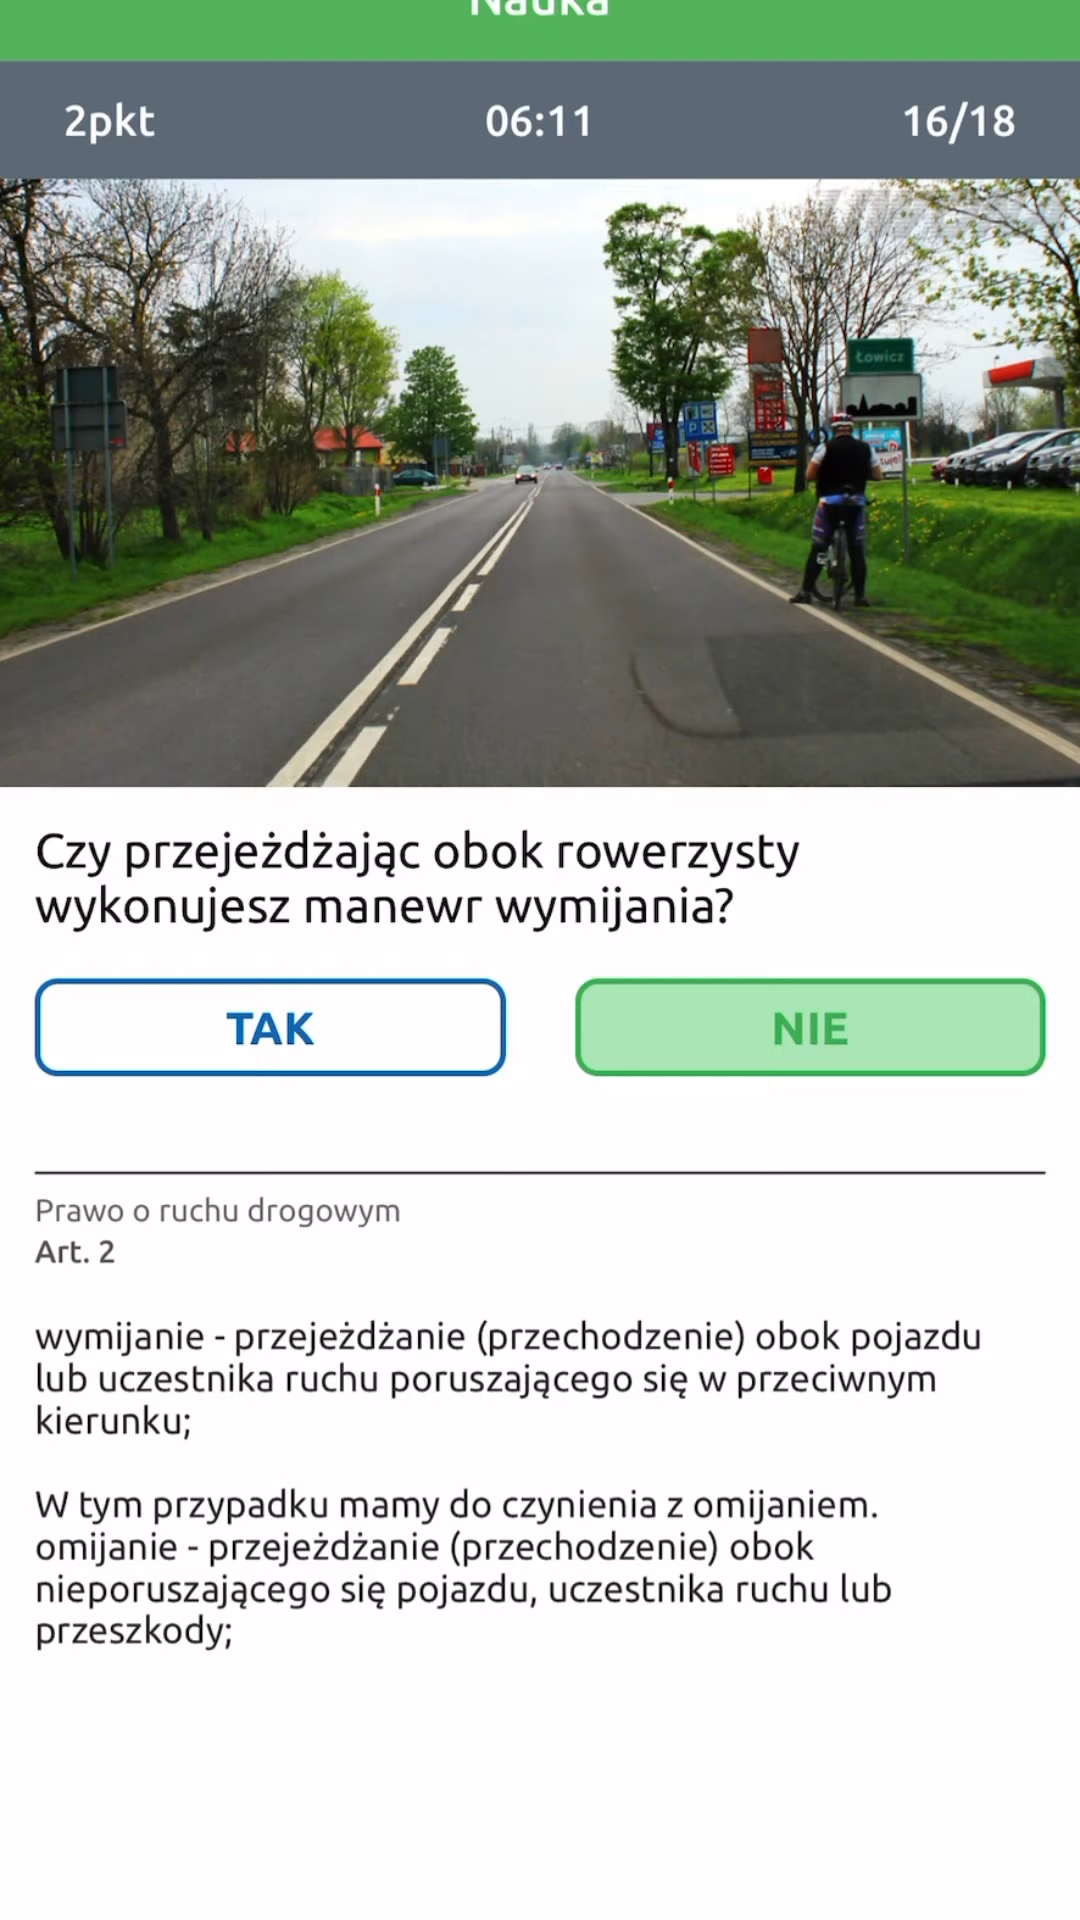 Nauka
2pkt
06:11
16/18
Łowicz
P
Czy przejeżdżając obok rowerzysty
wykonujesz manewr wymijania?
TAK
NIE
Prawo o ruchu drogowym
Art. 2
wymijanie - przejeżdżanie (przechodzenie) obok pojazdu
lub uczestnika ruchu poruszającego się w przeciwnym
kierunku;
W tym przypadku mamy do czynienia z omijaniem.
omijanie - przejeżdżanie (przechodzenie) obok
nieporuszającego się pojazdu, uczestnika ruchu lub
przeszkody;